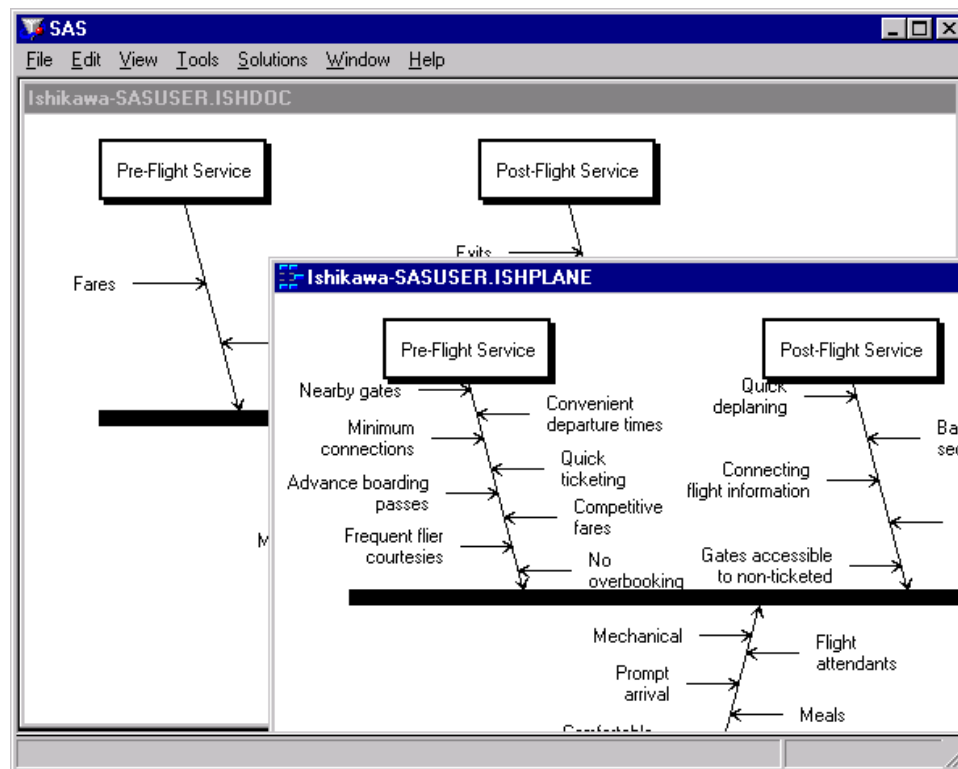 SAS
File Edit View Tools Solutions Window Help
Ishikawa-SASUSER.ISHDOC
Pre-Flight Service
Post-Flight Service
Exits
Fares
Ishikawa-SASUSER.ISHPLANE
Pre-Flight Service
Post-Flight Service
Nearby gates
Convenient
departure times
Minimum
connections
Quick
ticketing
Advance boarding
passes
Competitive
fares
Frequent flier
courtesies
No
overbooking
Quick
deplaning
Connecting
flight information
Gates accessible
to non-ticketed
Mechanical
Flight
attendants
Prompt
arrival
Meals
Comfortable